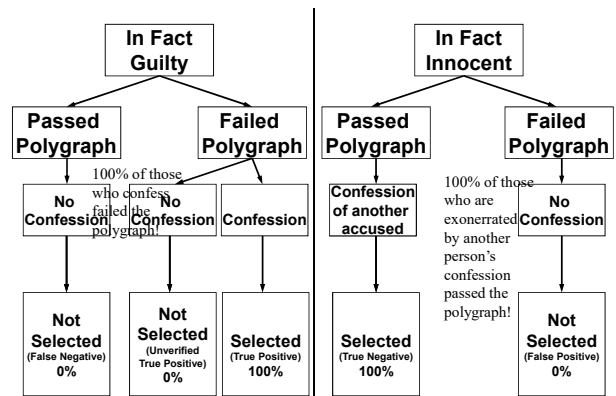 In Fact
Guilty
In Fact
Innocent
Passed
Polygraph
Failed
Polygraph
Passed
Polygraph
Failed
Polygraph
100% of those
who confess
failed the
polygraph!
No
Confession
No
Confession
Confession
Confession
of another
accused
100% of those
who are
exonerrated
by another
person's
confession
passed the
polygraph!
No
Confession
Not
Selected
(False Negative)
0%
Not
Selected
(Unverified
True Positive)
0%
Selected
(True Positive)
100%
Selected
(True Negative)
100%
Not
Selected
(False Positive)
0%